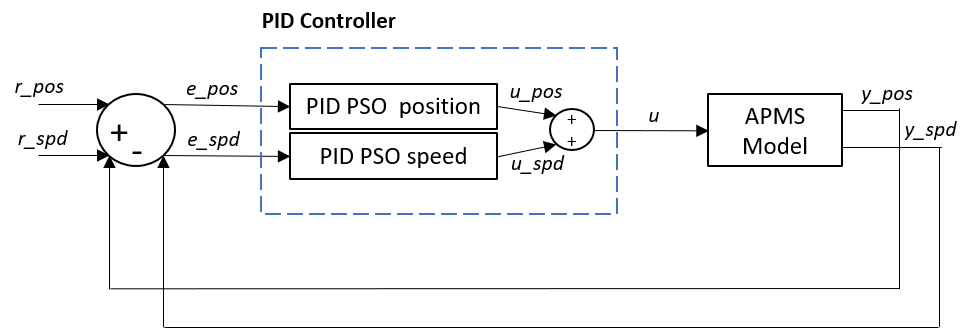 PID Controller
r_pos
e_pos
PID PSO position
u_pos
y_pos
r_spd
+
-
e_spd
PID PSO speed
u_spd
+
+
u
APMS
Model
y_spd